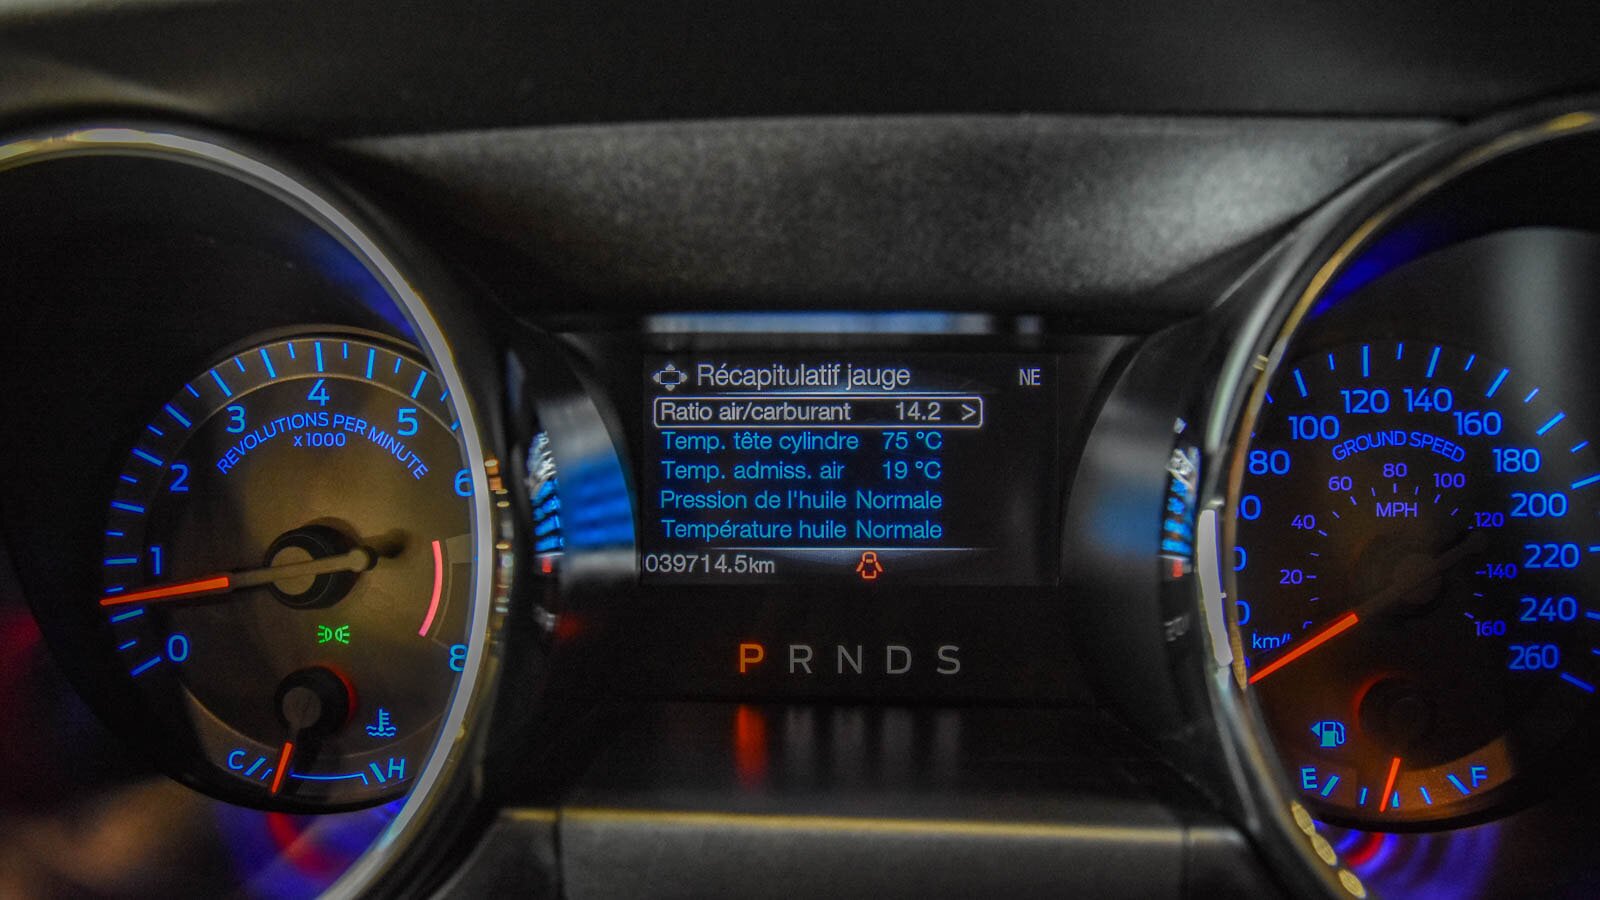 Récapitulatif jauge NE
Ratio air/carburant 14.2 >
Temp. tête cylindre 75 °C
Temp. admiss. air 19 °C
Pression de l'huile Normale
Température huile Normale
039714.5km
P R N D S
0 1 2 3 4 5 6 8
REVOLUTIONS PER MINUTE
x1000
C H
80 100 120 140 160 180 200 220 240 260
GROUND SPEED
20 40 60 80 100 120 140 160
MPH
km/
E F